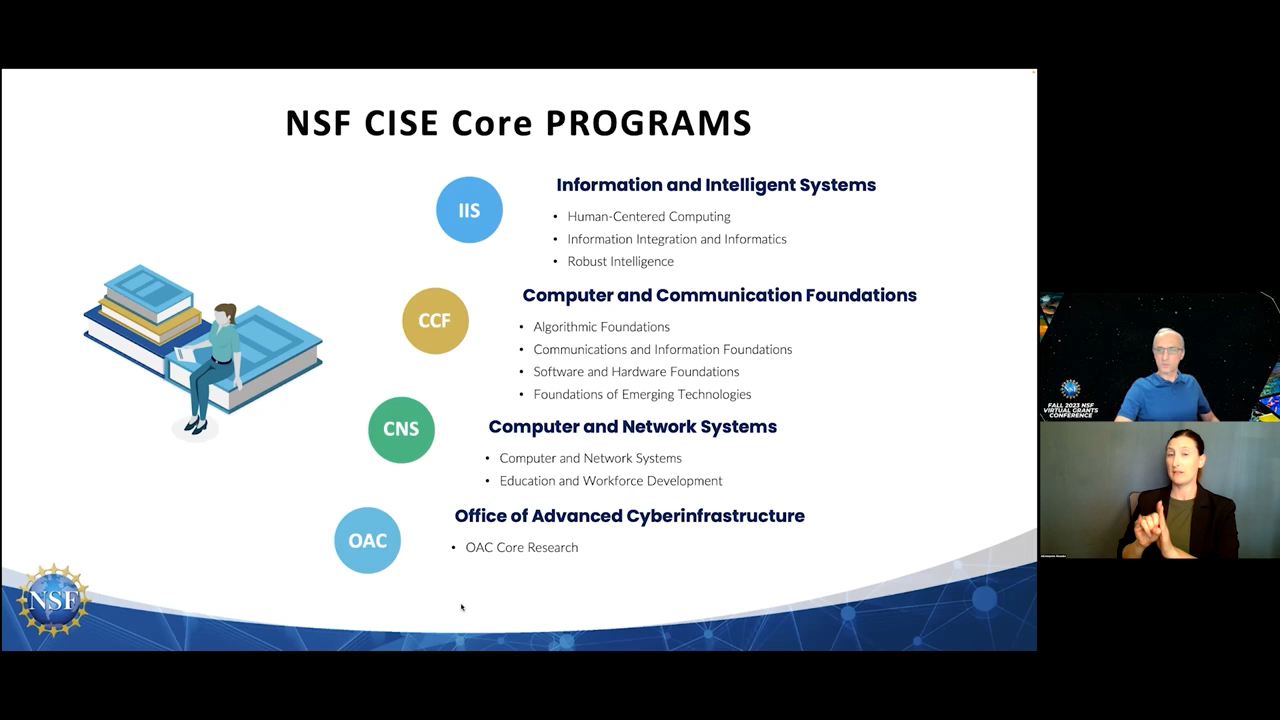 NSF CISE Core PROGRAMS
IIS
Information and Intelligent Systems
• Human-Centered Computing
• Information Integration and Informatics
• Robust Intelligence
CCF
Computer and Communication Foundations
• Algorithmic Foundations
• Communications and Information Foundations
• Software and Hardware Foundations
• Foundations of Emerging Technologies
CNS
Computer and Network Systems
• Computer and Network Systems
• Education and Workforce Development
OAC
Office of Advanced Cyberinfrastructure
• OAC Core Research
NSF
FALL 2023 NSF
VIRTUAL GRANTS
CONFERENCE